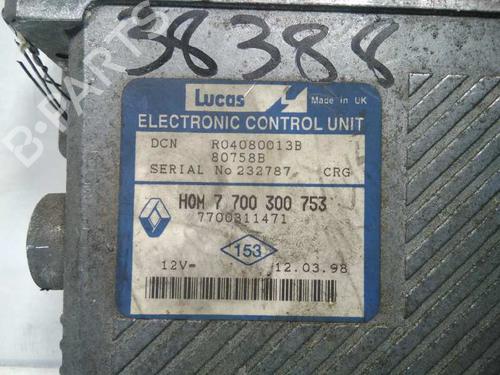 38388
Lucas
Made in UK
ELECTRONIC CONTROL UNIT
DCN R04080013B
80758B
SERIAL No 232787 CRG
HOM 7 700 300 753
7700311471
153
12V= 12.03.98
B-PARTS